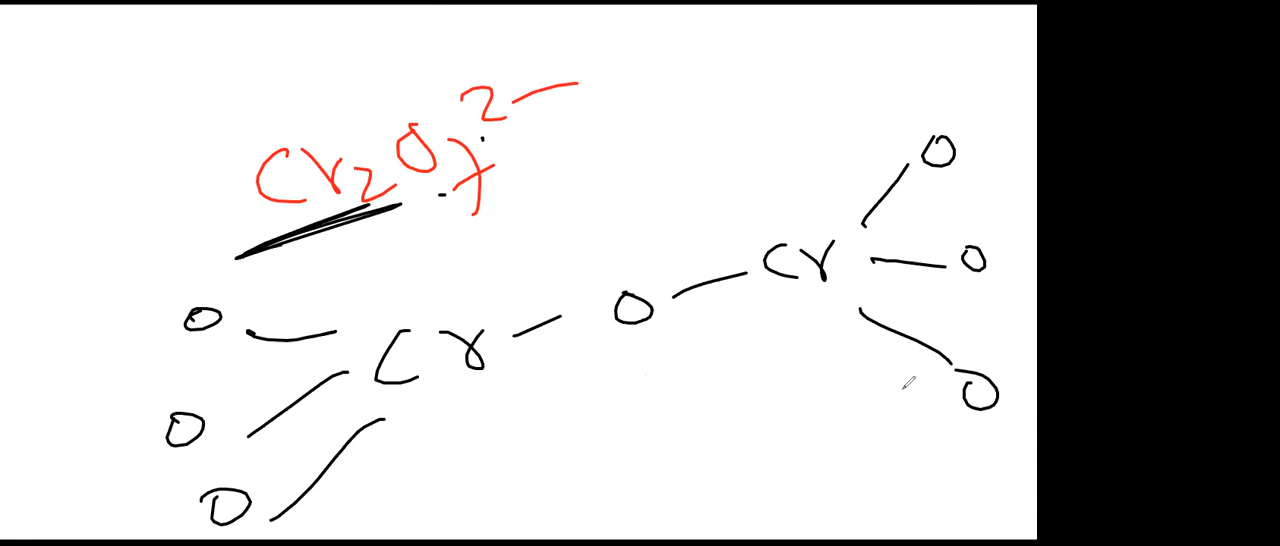 Cr2O7 2-
O
Cr O
O Cr O
O O
O